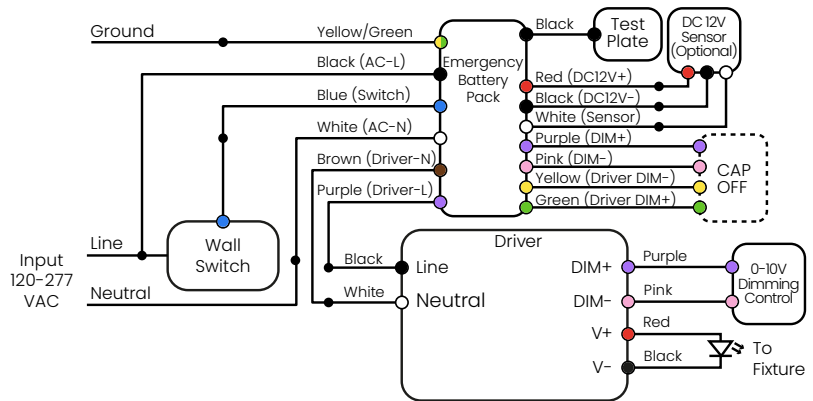 Ground
Yellow/Green
Black (AC-L)
Blue (Switch)
White (AC-N)
Brown (Driver-N)
Purple (Driver-L)
Emergency
Battery
Pack
Black
Test
Plate
DC 12V
Sensor
(Optional)
Red (DC12V+)
Black (DC12V-)
White (Sensor)
Purple (DIM+)
Pink (DIM-)
Yellow (Driver DIM-)
Green (Driver DIM+)
CAP
OFF
Input
120-277
VAC
Line
Neutral
Wall
Switch
Black
White
Driver
Line
Neutral
DIM+
DIM-
V+
V-
Purple
Pink
Red
Black
0-10V
Dimming
Control
To
Fixture